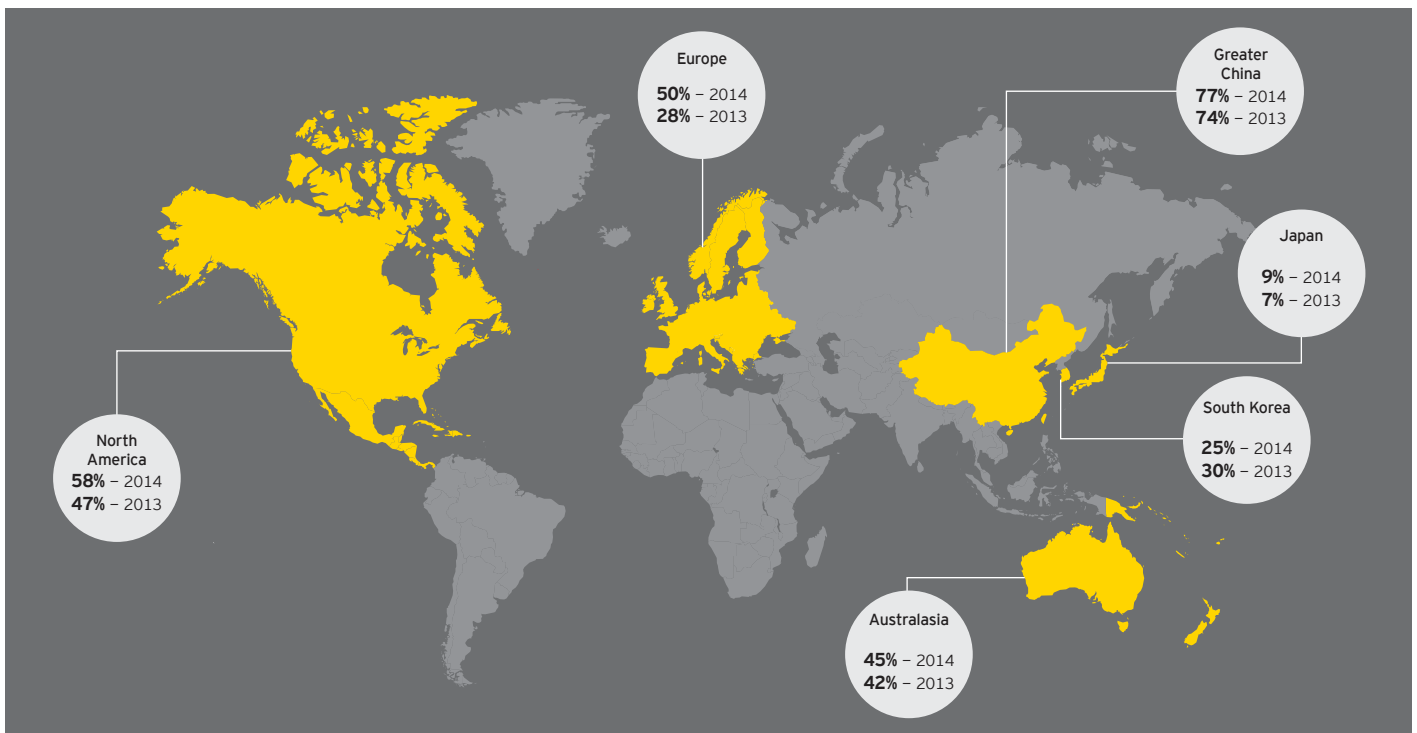 Europe
50% – 2014
28% – 2013
Greater
China
77% – 2014
74% – 2013
Japan
9% – 2014
7% – 2013
South Korea
25% – 2014
30% – 2013
North
America
58% – 2014
47% – 2013
Australasia
45% – 2014
42% – 2013